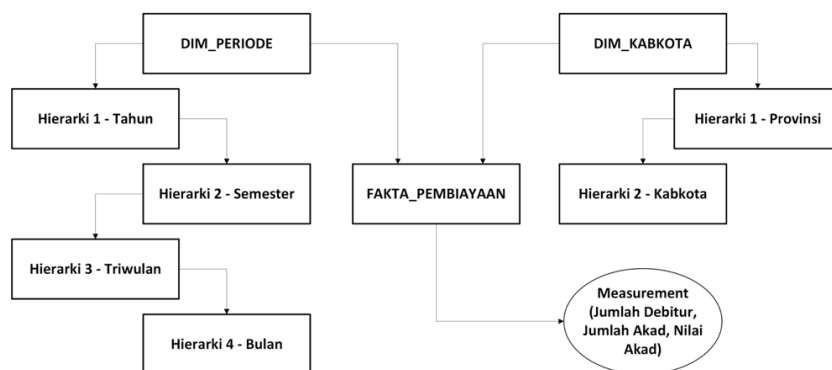 DIM_PERIODE
DIM_KABKOTA
Hierarki 1 - Tahun
Hierarki 1 - Provinsi
Hierarki 2 - Semester
FAKTA_PEMBIAYAAN
Hierarki 2 - Kabkota
Hierarki 3 - Triwulan
Hierarki 4 - Bulan
Measurement
(Jumlah Debitur,
Jumlah Akad, Nilai
Akad)